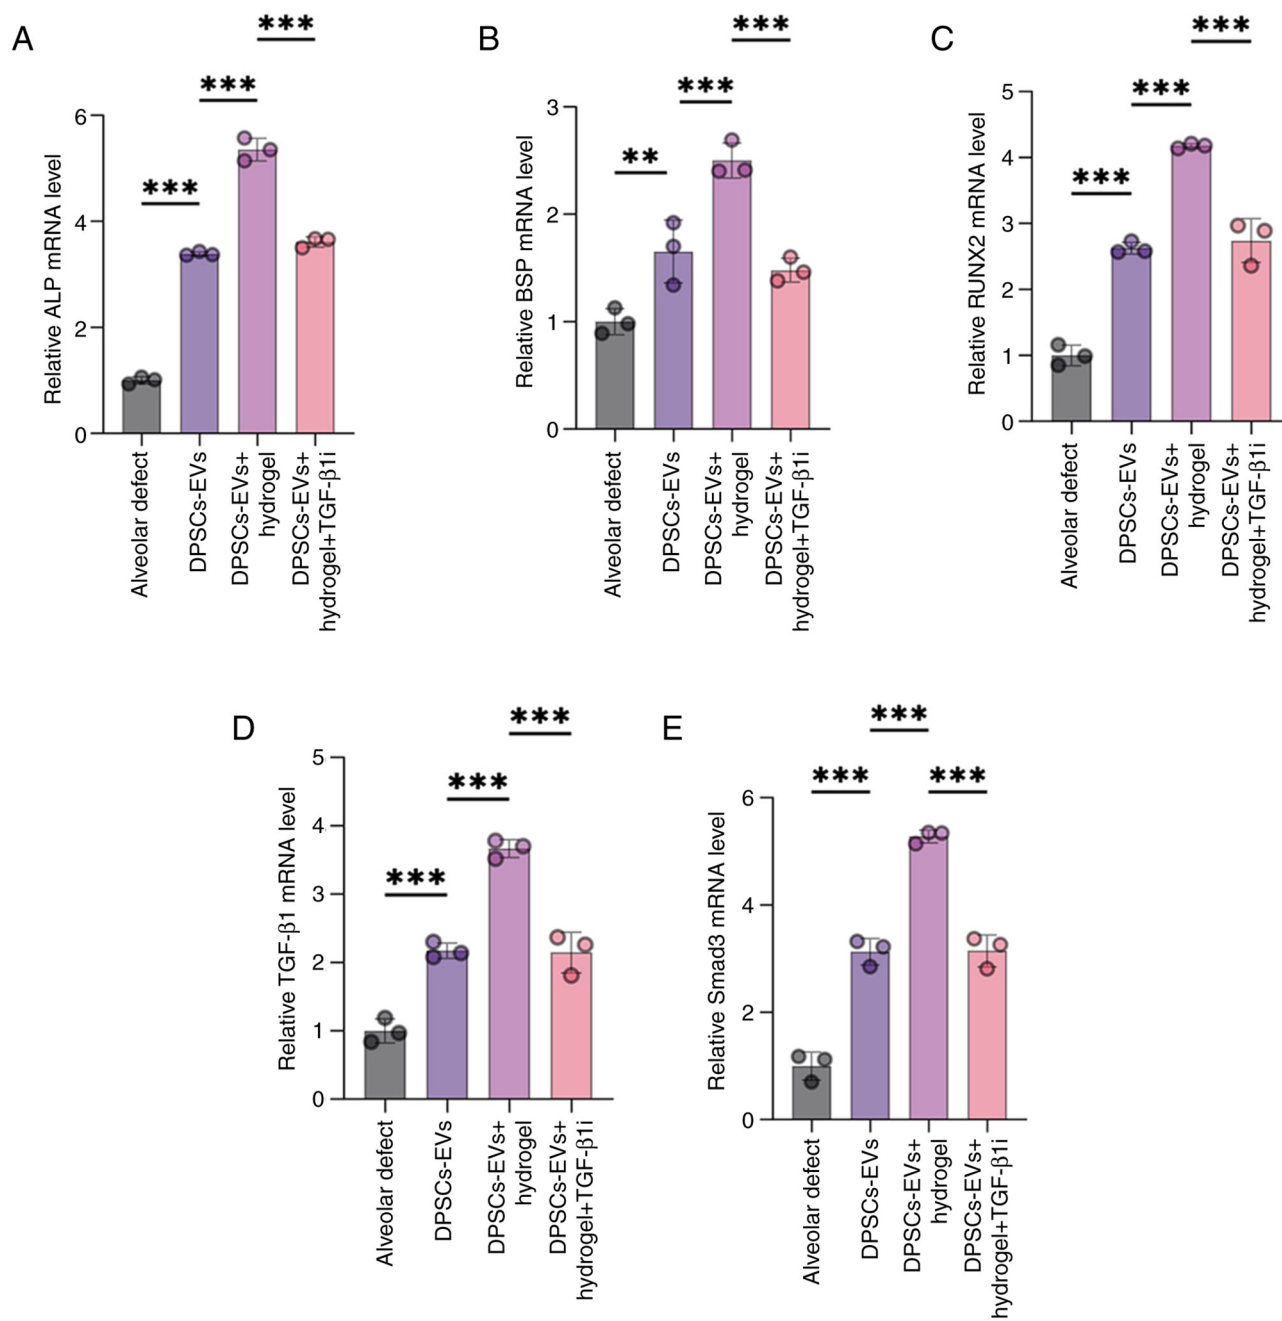 A
Relative ALP mRNA level
6
4
2
0
***
***
***
Alveolar defect
DPSCs-EVs
DPSCs-EVs+
hydrogel
DPSCs-EVs+
hydrogel+TGF-β1i
B
Relative BSP mRNA level
3
2
1
0
**
***
***
Alveolar defect
DPSCs-EVs
DPSCs-EVs+
hydrogel
DPSCs-EVs+
hydrogel+TGF-β1i
C
Relative RUNX2 mRNA level
5
4
3
2
1
0
***
***
***
Alveolar defect
DPSCs-EVs
DPSCs-EVs+
hydrogel
DPSCs-EVs+
hydrogel+TGF-β1i
D
Relative TGF-β1 mRNA level
5
4
3
2
1
0
***
***
***
Alveolar defect
DPSCs-EVs
DPSCs-EVs+
hydrogel
DPSCs-EVs+
hydrogel+TGF-β1i
E
Relative Smad3 mRNA level
6
4
2
0
***
***
***
Alveolar defect
DPSCs-EVs
DPSCs-EVs+
hydrogel
DPSCs-EVs+
hydrogel+TGF-β1i